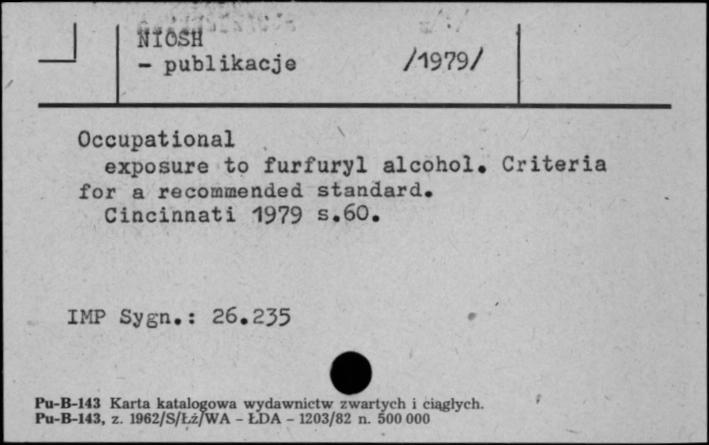 NIOSH
- publikacje /1979/
Occupational
exposure to furfuryl alcohol. Criteria
for a recommended standard.
Cincinnati 1979 s.60.
IMP Sygn.: 26.235
Pu-B-143 Karta katalogowa wydawnictw zwartych i ciągłych.
Pu-B-143, z. 1962/S/Łź/WA - ŁDA - 1203/82 n. 500 000